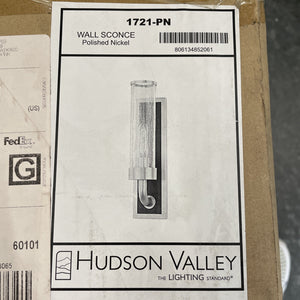 1721-PN
WALL SCONCE
Polished Nickel
806134852061
(US)
FedEx
G
60101
HUDSON VALLEY
THE LIGHTING STANDARD®